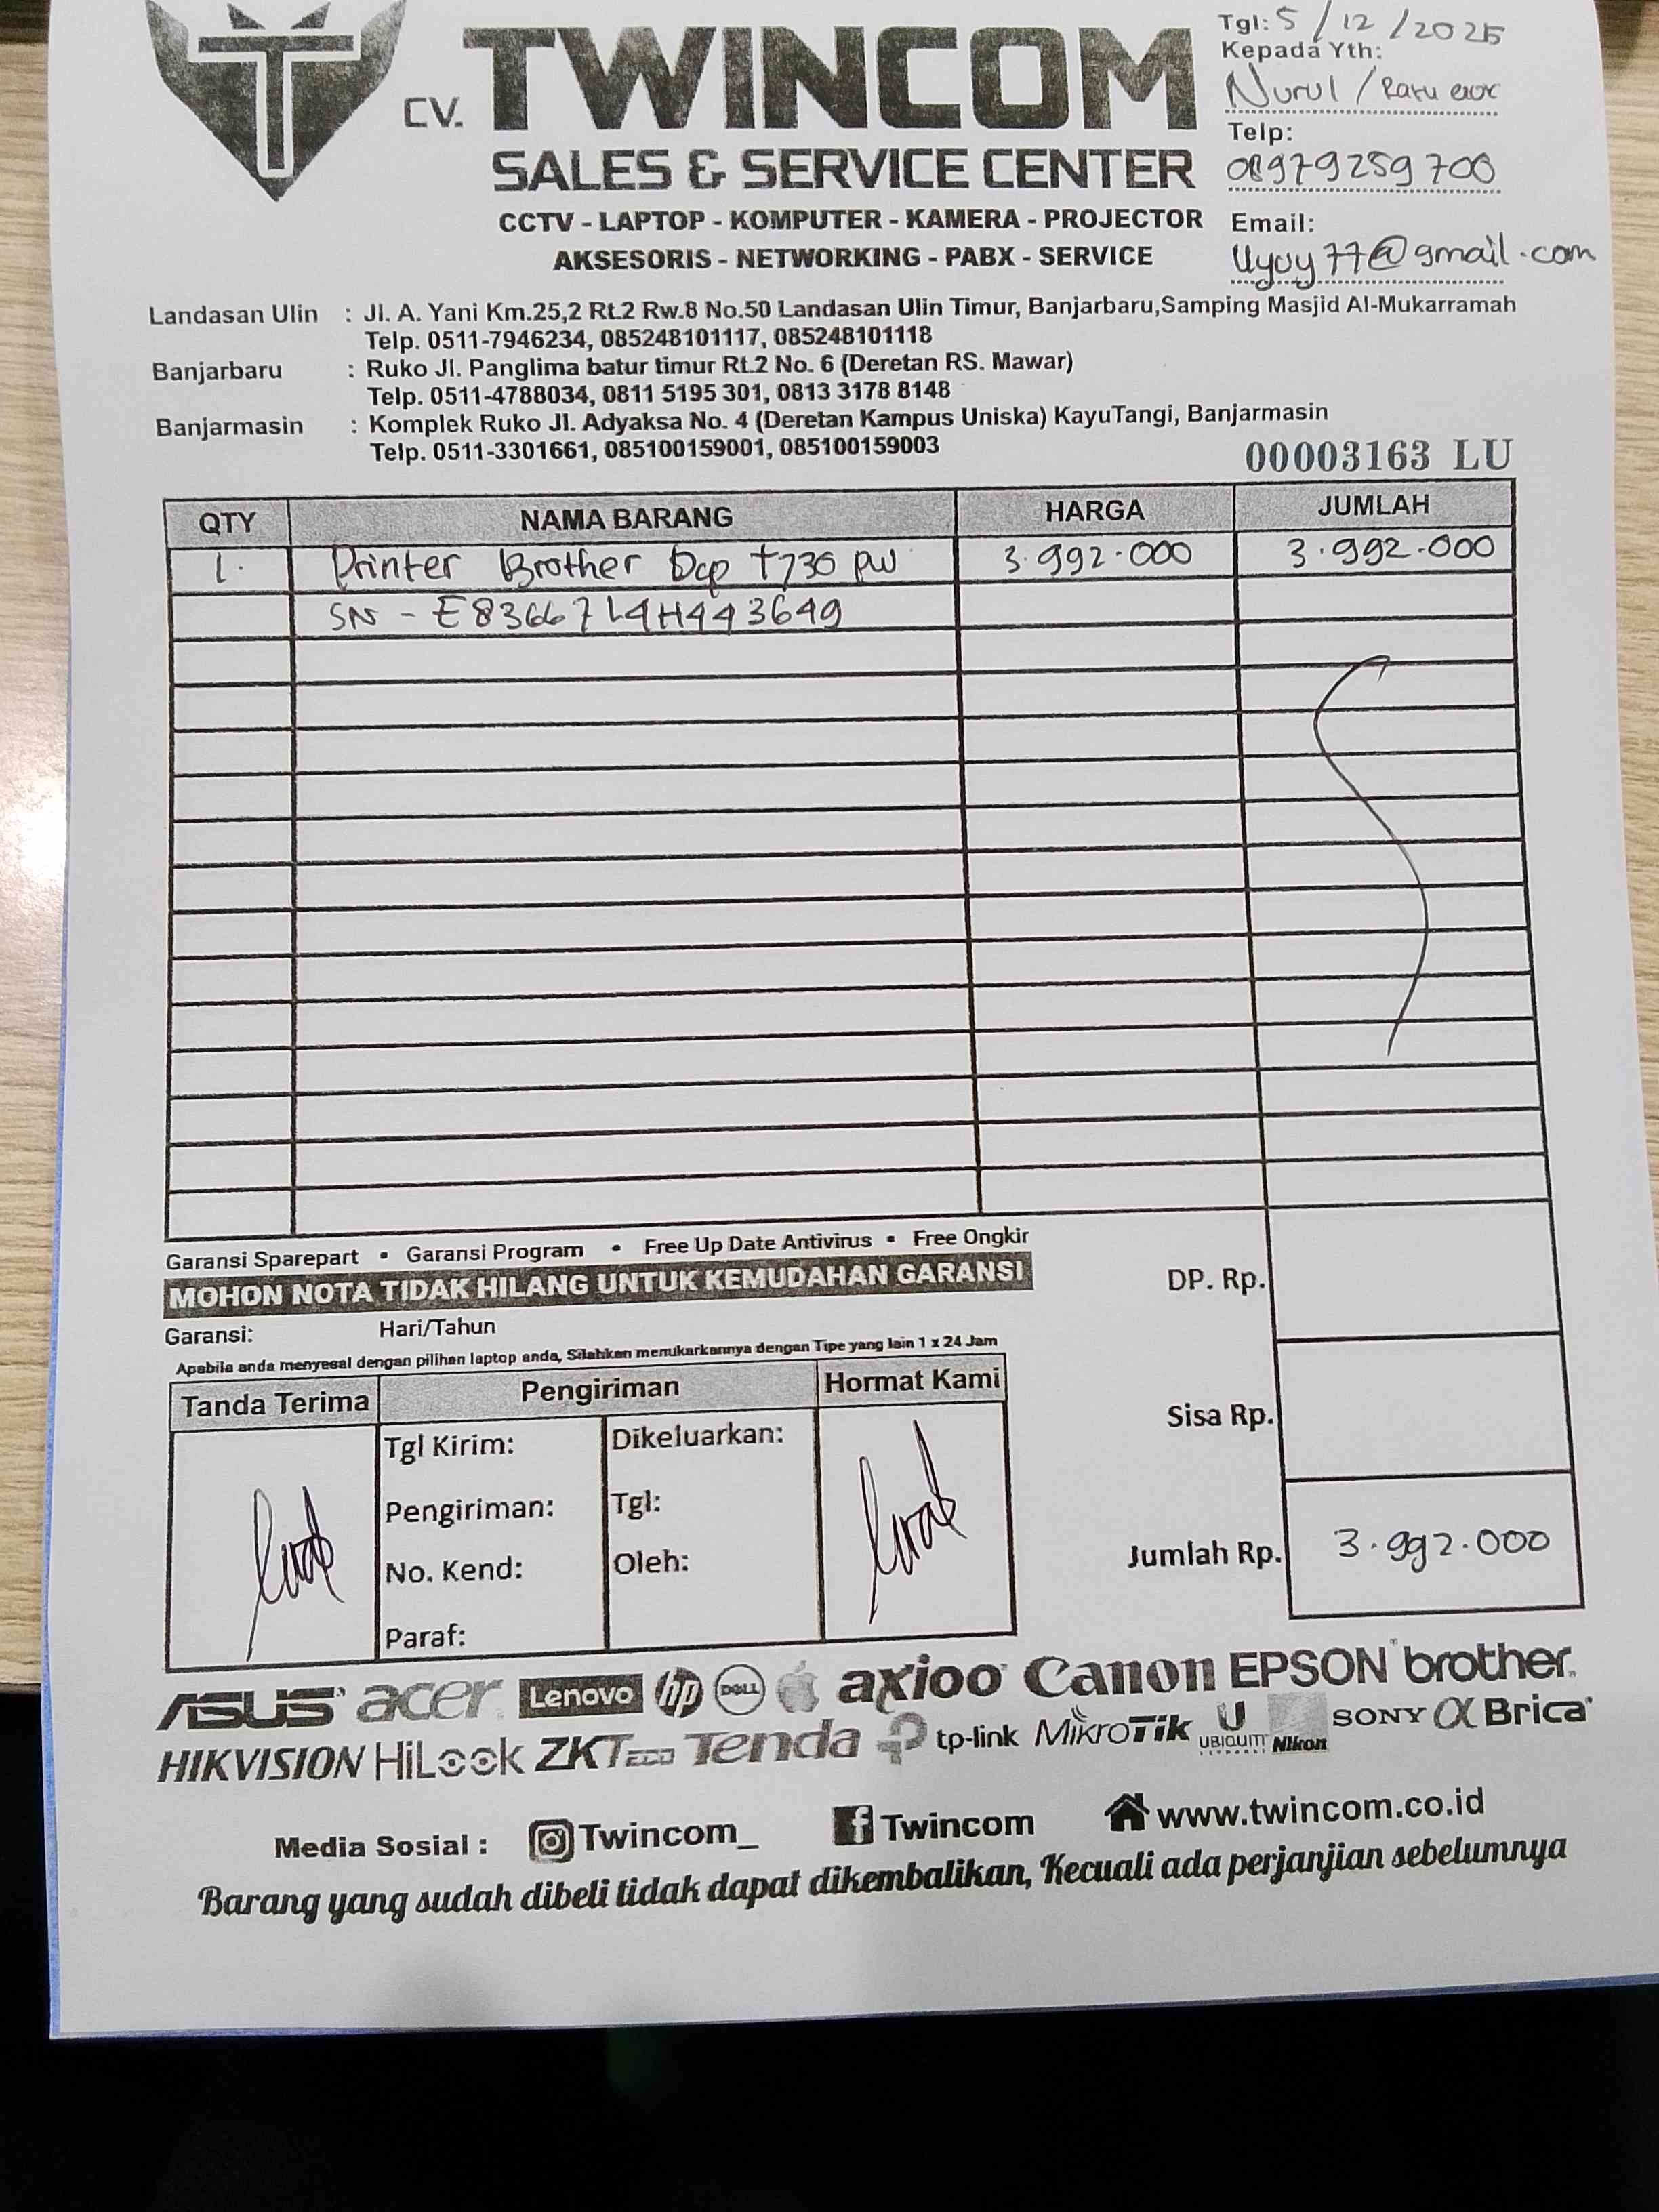 CV. TWINCOM
SALES & SERVICE CENTER
CCTV - LAPTOP - KOMPUTER - KAMERA - PROJECTOR
AKSESORIS - NETWORKING - PABX - SERVICE
Tgl: 5/12/2025
Kepada Yth:
Nurul / Ratu
Telp:
08979259700
Email:
Uyuy77@gmail.com
Landasan Ulin : Jl. A. Yani Km.25,2 Rt.2 Rw.8 No.50 Landasan Ulin Timur, Banjarbaru,Samping Masjid Al-Mukarramah
Telp. 0511-7946234, 085248101117, 085248101118
Banjarbaru : Ruko Jl. Panglima batur timur Rt.2 No. 6 (Deretan RS. Mawar)
Telp. 0511-4788034, 0811 5195 301, 0813 3178 8148
Banjarmasin : Komplek Ruko Jl. Adyaksa No. 4 (Deretan Kampus Uniska) KayuTangi, Banjarmasin
Telp. 0511-3301661, 085100159001, 085100159003
00003163 LU
QTY NAMA BARANG HARGA JUMLAH
1. Printer Brother Dcp t730 pw 3.992.000 3.992.000
SN - E83667L4H443649
Garansi Sparepart • Garansi Program • Free Up Date Antivirus • Free Ongkir
MOHON NOTA TIDAK HILANG UNTUK KEMUDAHAN GARANSI
Garansi: Hari/Tahun
Apabila anda menyesal dengan pilihan laptop anda, Silahkan menukarkannya dengan Tipe yang lain 1 x 24 Jam
DP. Rp.
Sisa Rp.
Jumlah Rp. 3.992.000
Tanda Terima Pengiriman Hormat Kami
Tgl Kirim: Dikeluarkan:
Pengiriman: Tgl:
No. Kend: Oleh:
Paraf:
ASUS acer Lenovo hp DELL axioo Canon EPSON brother
HIKVISION HiLook ZKTeco Tenda tp-link MikroTik UBIQUITI Nikon SONY α Brica
Media Sosial : Twincom_ Twincom www.twincom.co.id
Barang yang sudah dibeli tidak dapat dikembalikan, Kecuali ada perjanjian sebelumnya